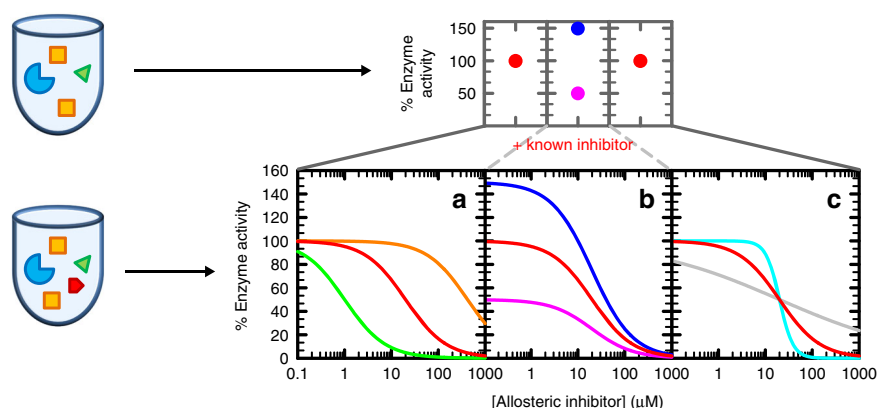 150
100
50
% Enzyme
activity
+ known inhibitor
160
140
120
100
80
60
40
20
0
% Enzyme activity
a
b
c
0.1 1 10 100 1000 1 10 100 1000 1 10 100 1000
[Allosteric inhibitor] (μM)